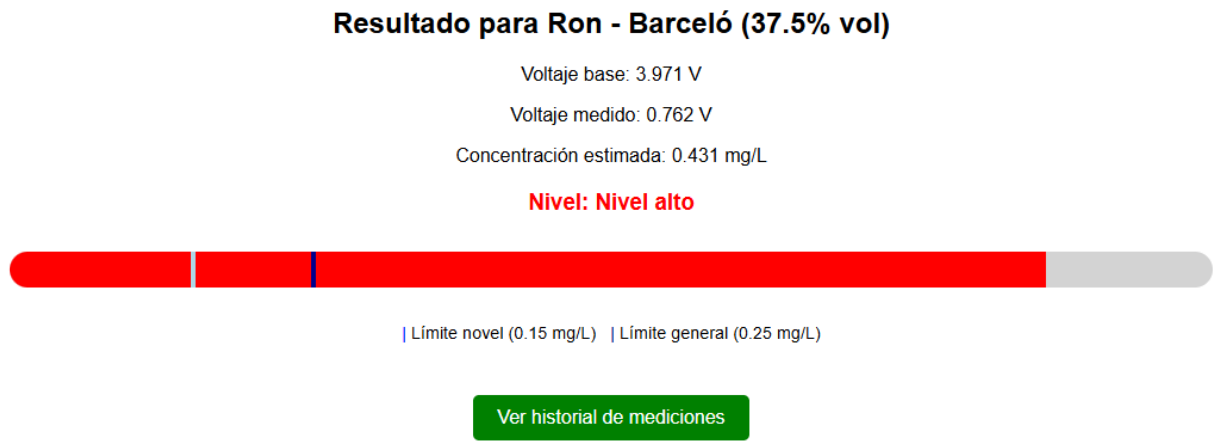 Resultado para Ron - Barceló (37.5% vol)
Voltaje base: 3.971 V
Voltaje medido: 0.762 V
Concentración estimada: 0.431 mg/L
Nivel: Nivel alto
| Límite novel (0.15 mg/L) | Límite general (0.25 mg/L)
Ver historial de mediciones